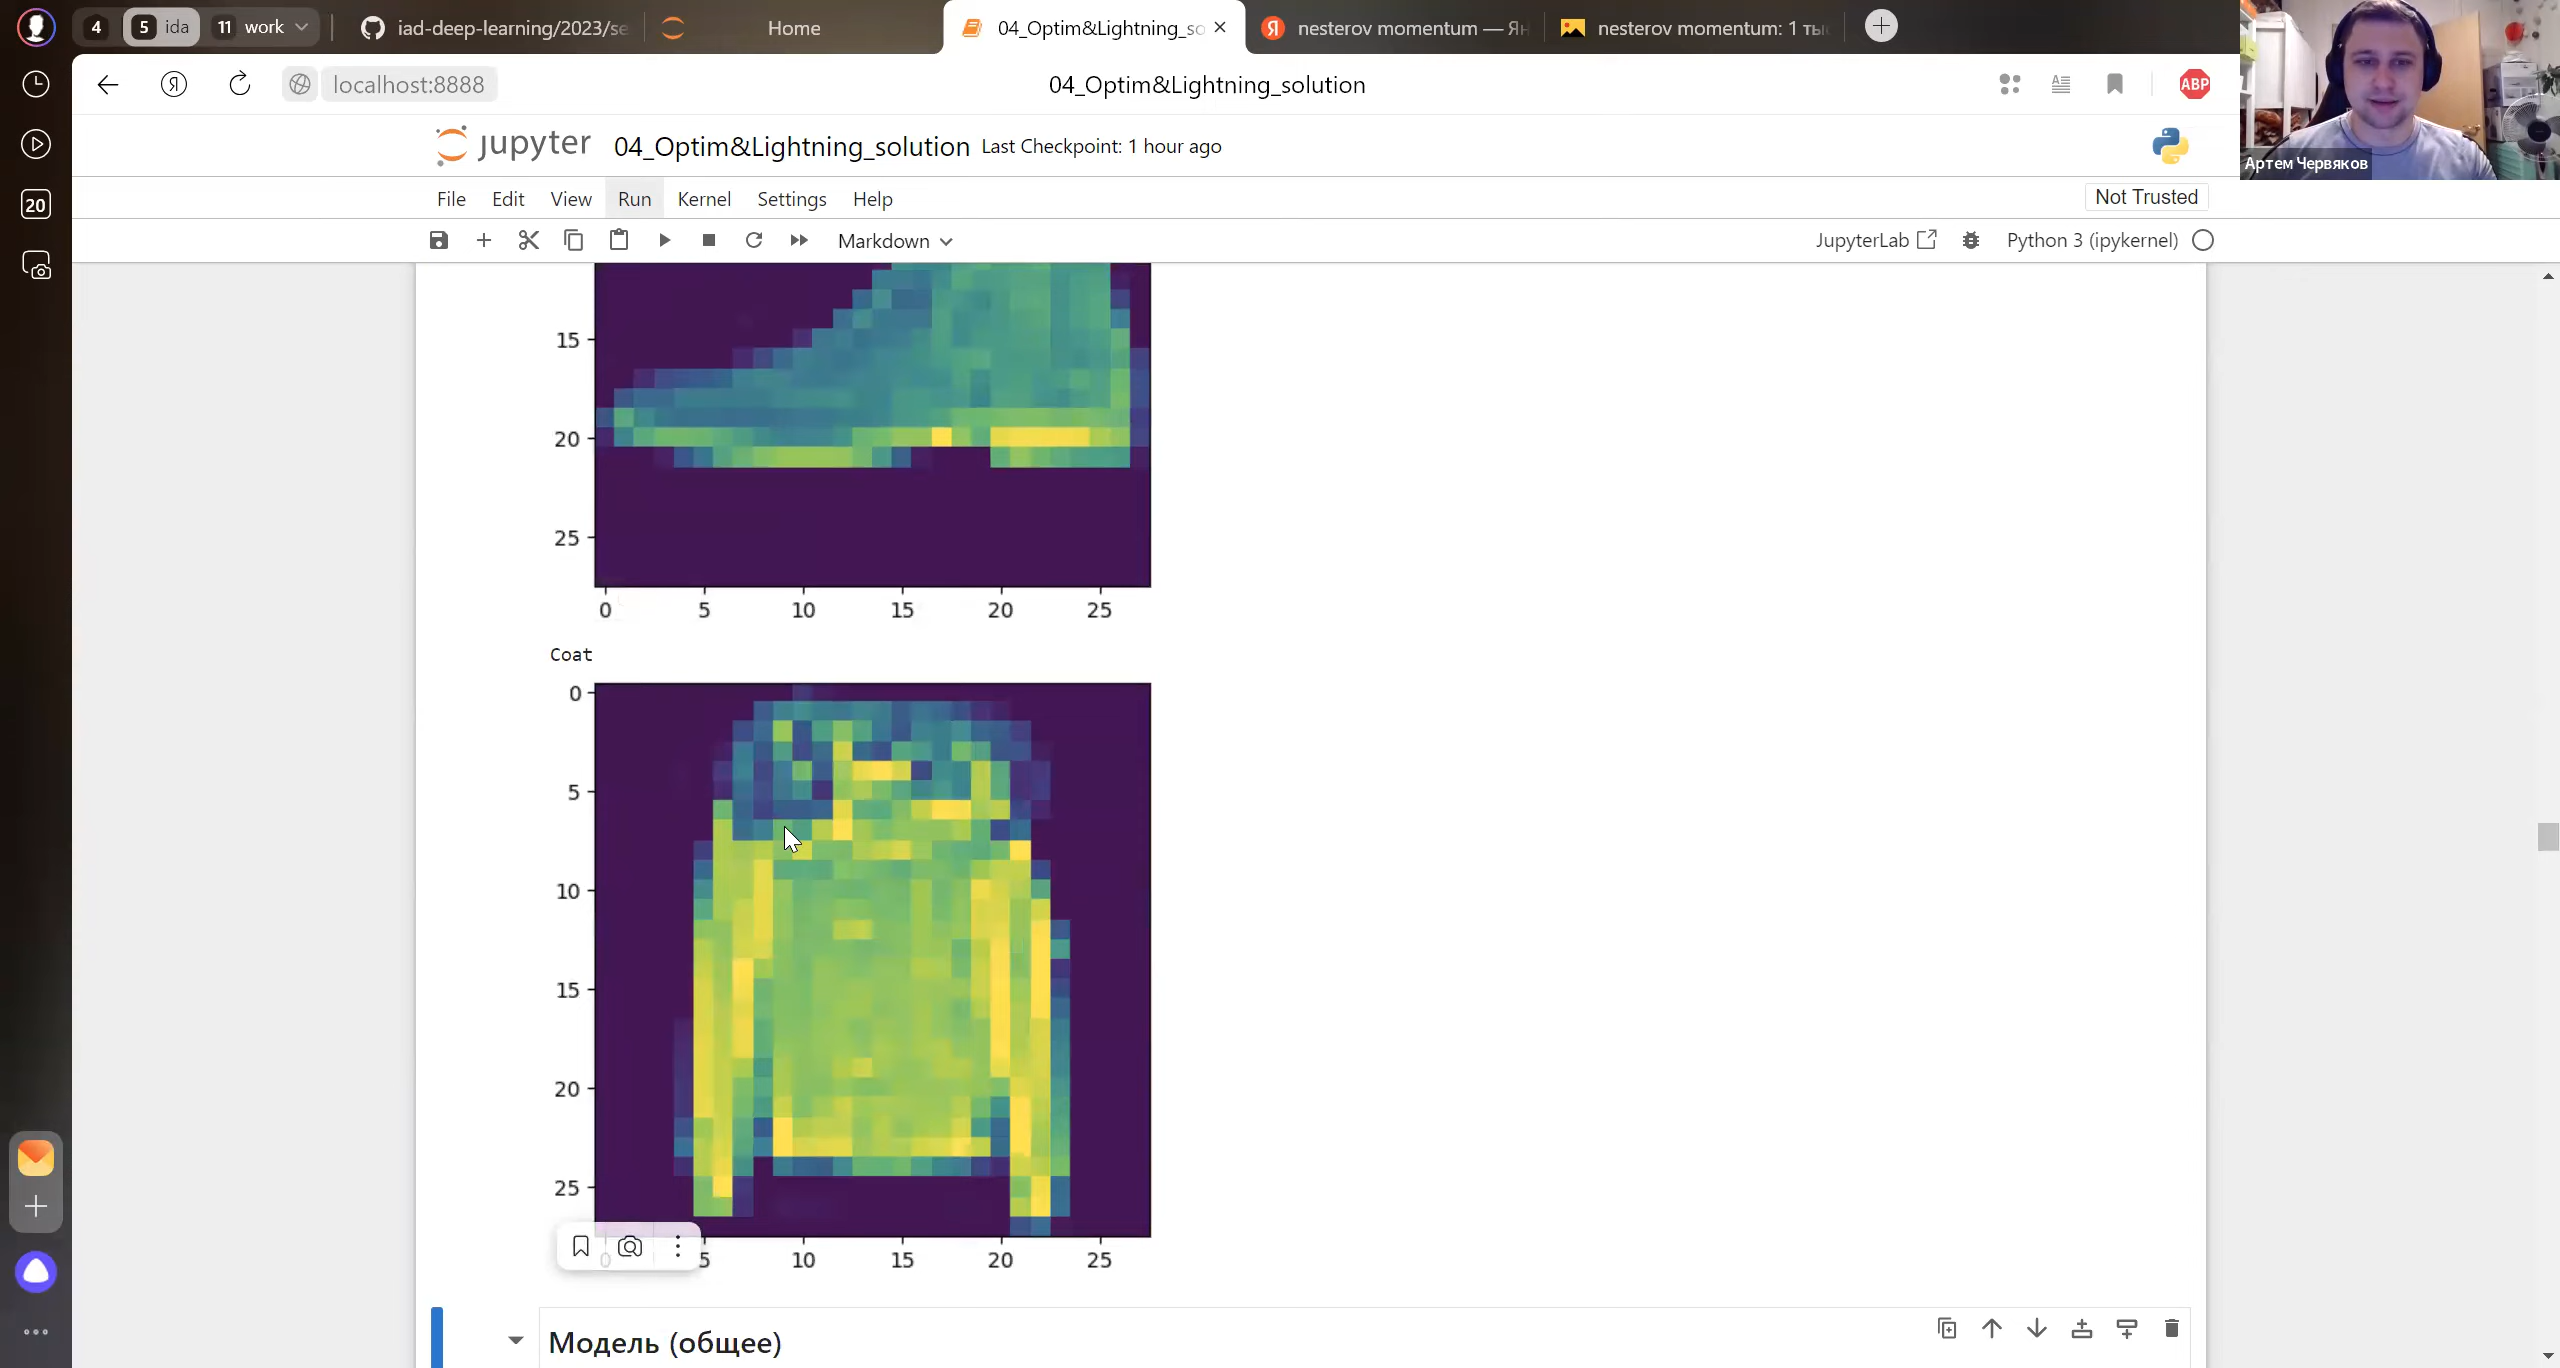 4
5 ida
11 work
iad-deep-learning/2023/se
Home
04_Optim&Lightning_so
nesterov momentum — Ян
nesterov momentum: 1 тыс
localhost:8888
04_Optim&Lightning_solution
ABP
Артем Червяков
20
jupyter 04_Optim&Lightning_solution Last Checkpoint: 1 hour ago
File Edit View Run Kernel Settings Help
Not Trusted
Markdown
JupyterLab
Python 3 (ipykernel)
15
20
25
0 5 10 15 20 25
Coat
0
5
10
15
20
25
0 5 10 15 20 25
Модель (общее)